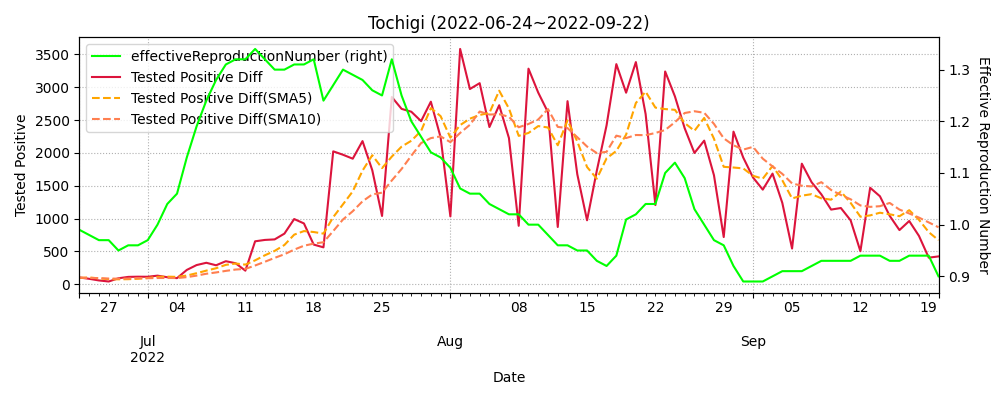 Tochigi (2022-06-24~2022-09-22)
effectiveReproductionNumber (right)
Tested Positive Diff
Tested Positive Diff(SMA5)
Tested Positive Diff(SMA10)
Tested Positive
3500
3000
2500
2000
1500
1000
500
0
1.3
1.2
1.1
1.0
0.9
Effective Reproduction Number
27 04 11 18 25 08 15 22 29 05 12 19
Jul Aug Sep
2022
Date